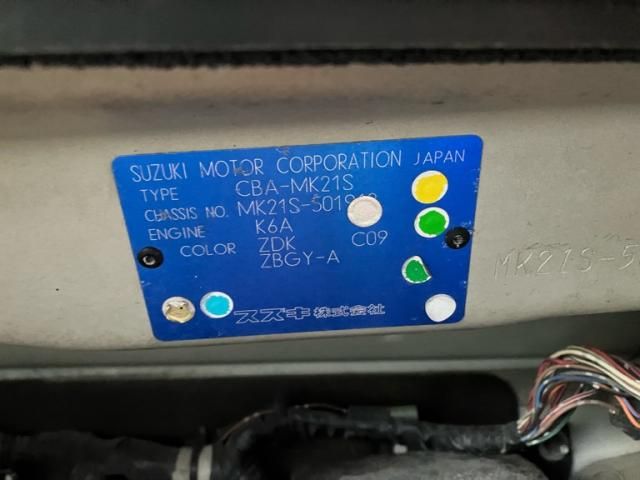 SUZUKI MOTOR CORPORATION JAPAN
TYPE CBA-MK21S
CHASSIS NO. MK21S-501
ENGINE K6A
COLOR ZDK C09
ZBGY-A
スズキ株式会社
MK21S-5